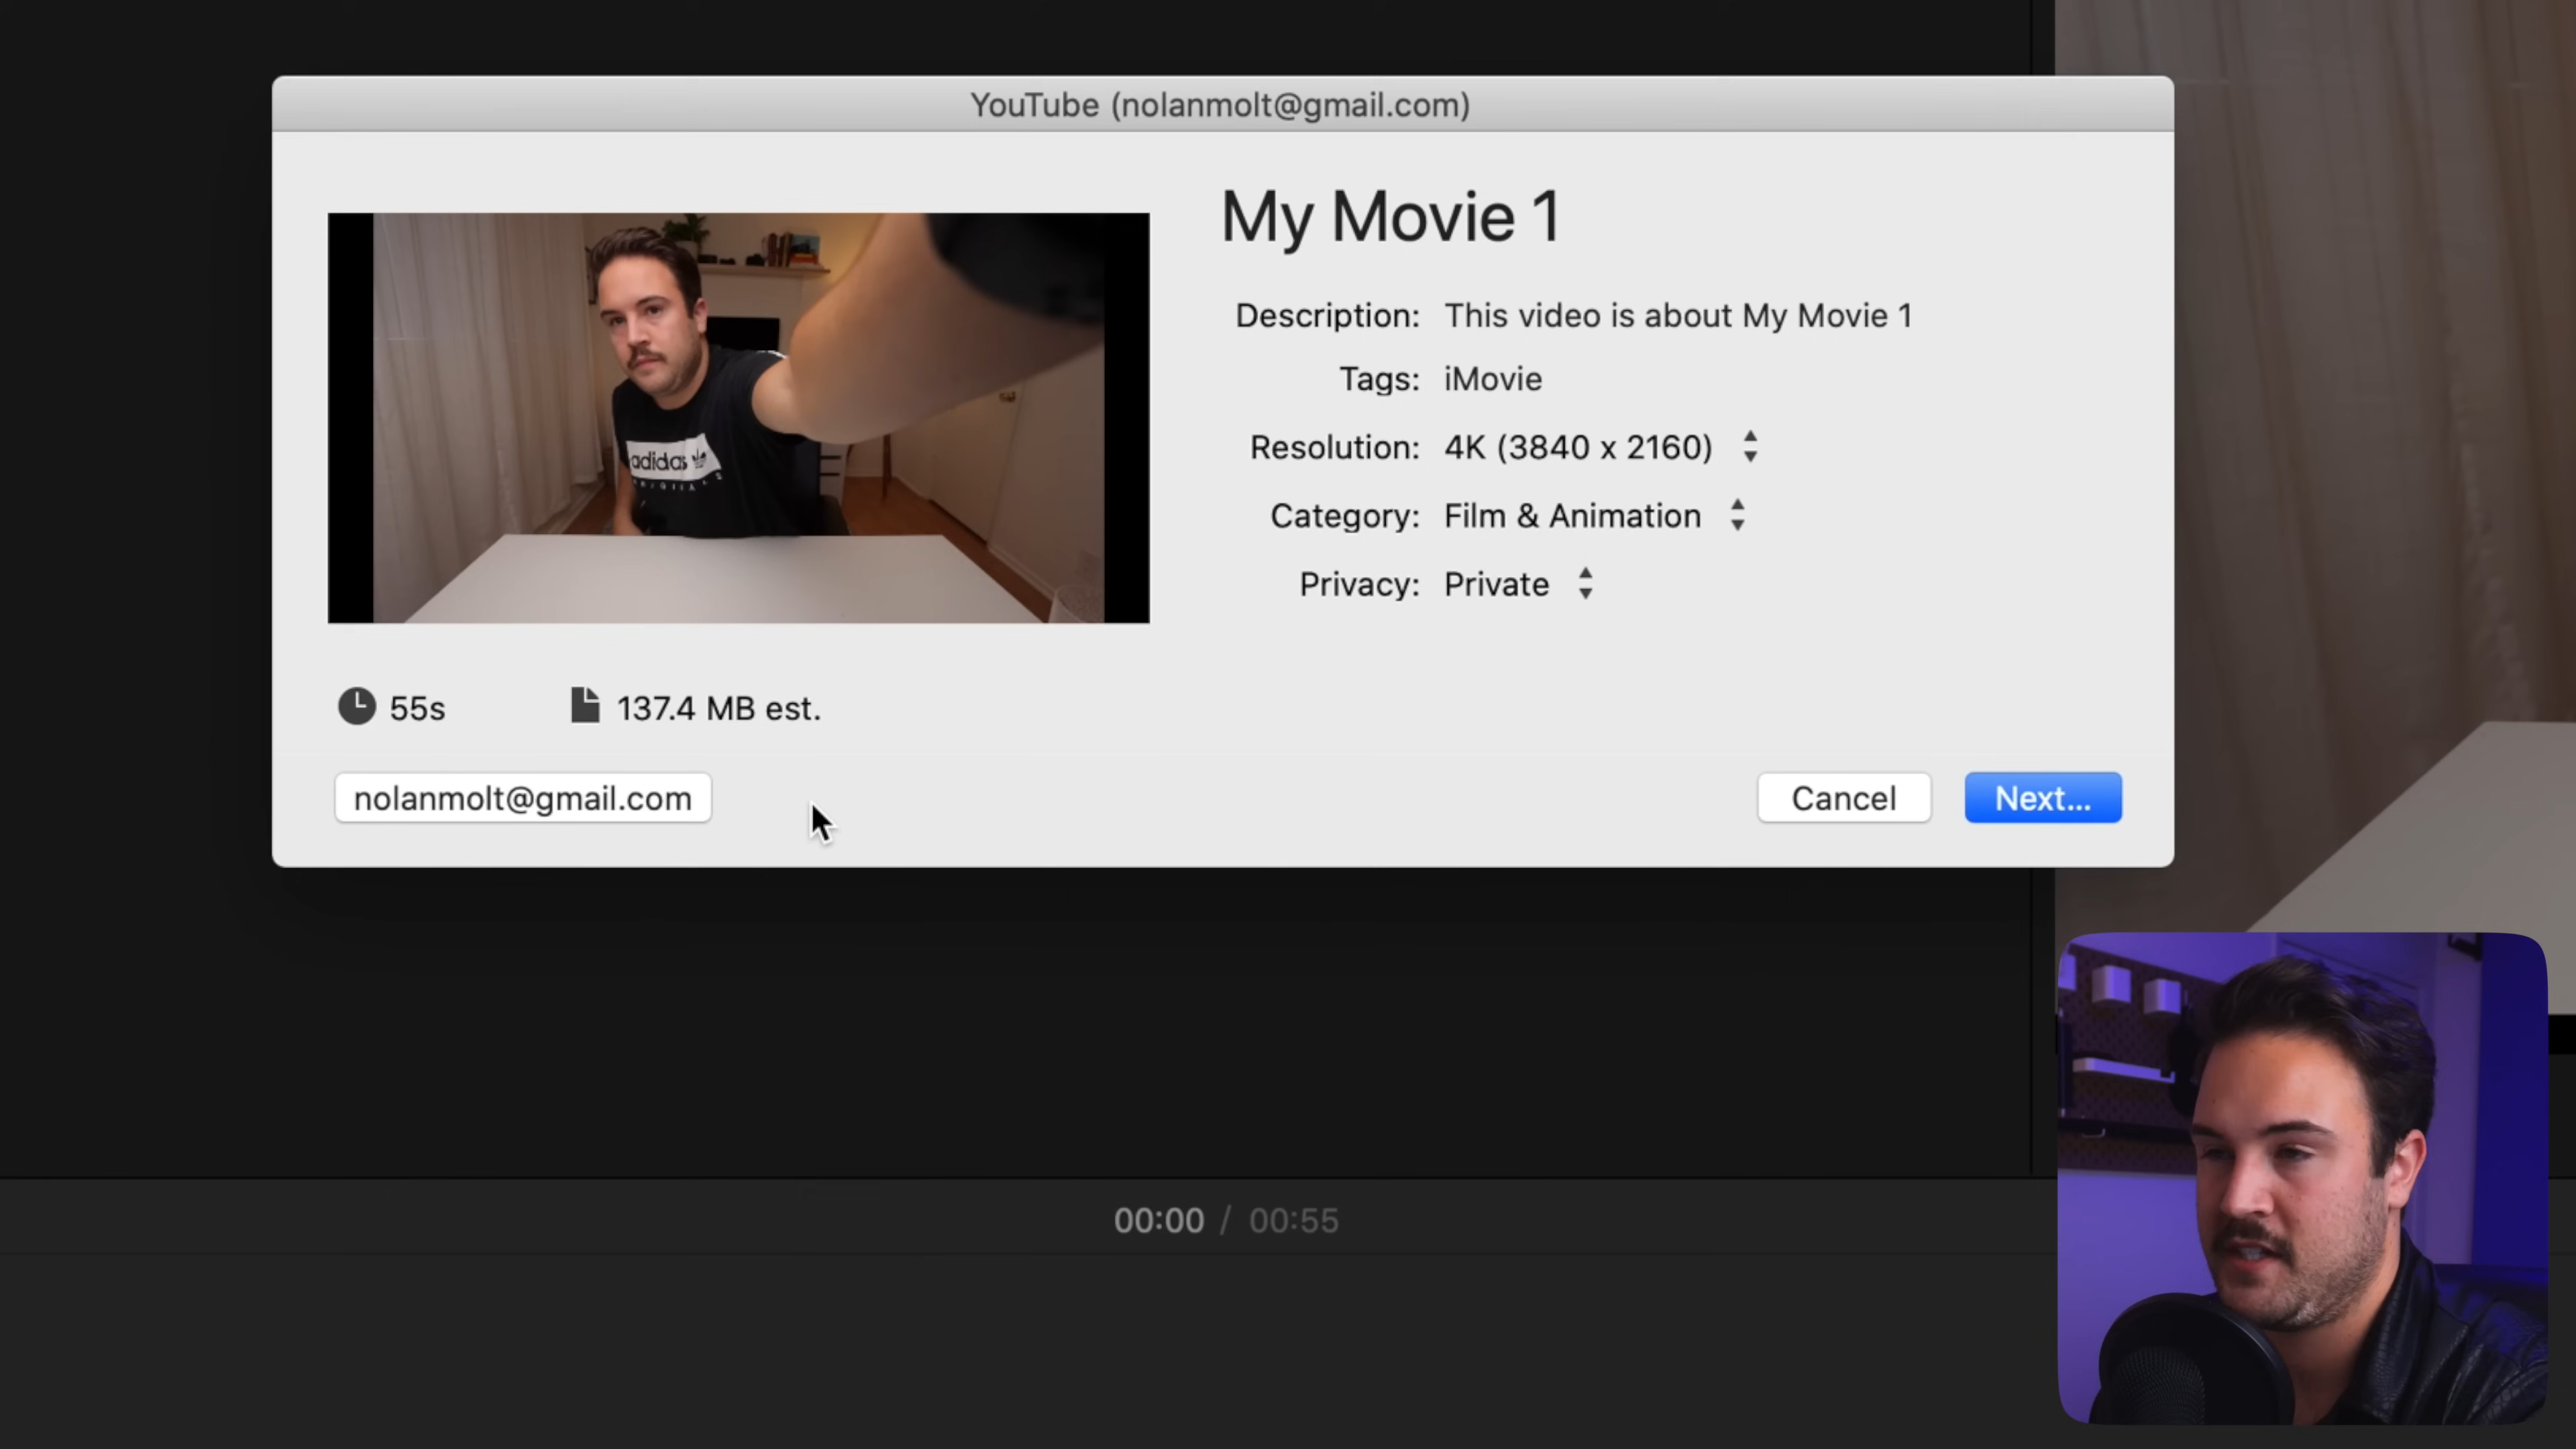 YouTube (nolanmolt@gmail.com)
My Movie 1
Description: This video is about My Movie 1
Tags: iMovie
Resolution: 4K (3840 x 2160)
Category: Film & Animation
Privacy: Private
adidas
55s
137.4 MB est.
nolanmolt@gmail.com
Cancel
Next...
00:00 / 00:55